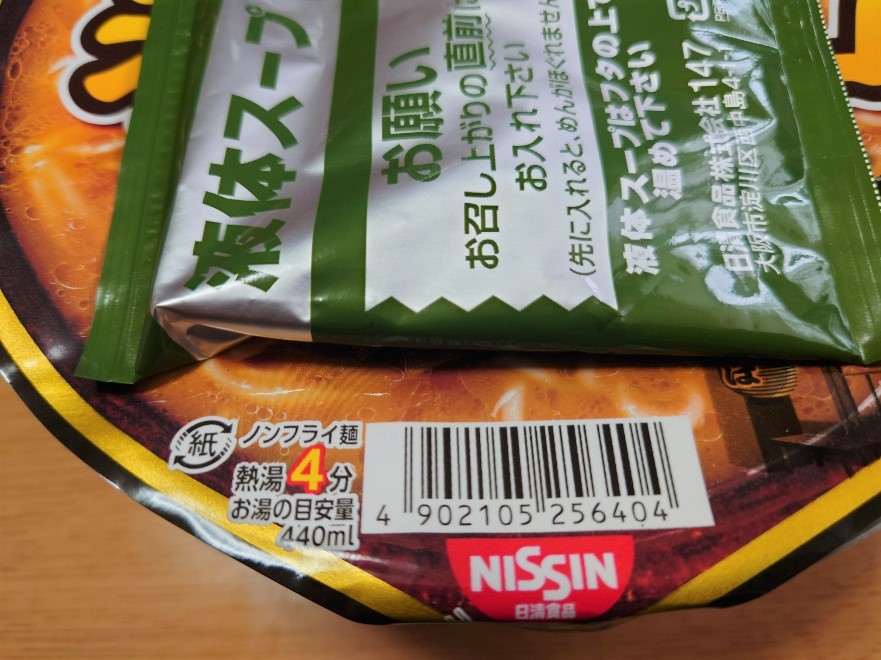 液体スープ
お願い
お召し上がりの直前に
お入れ下さい
(先に入れると、めんがほぐれません
液体スープはフタの上で
温めて下さい
日清食品株式会社 147
大阪市淀川区西中島4-1-1
紙
ノンフライ麺
熱湯4分
お湯の目安量
440ml
4 902105 256404
NISSIN
日清食品